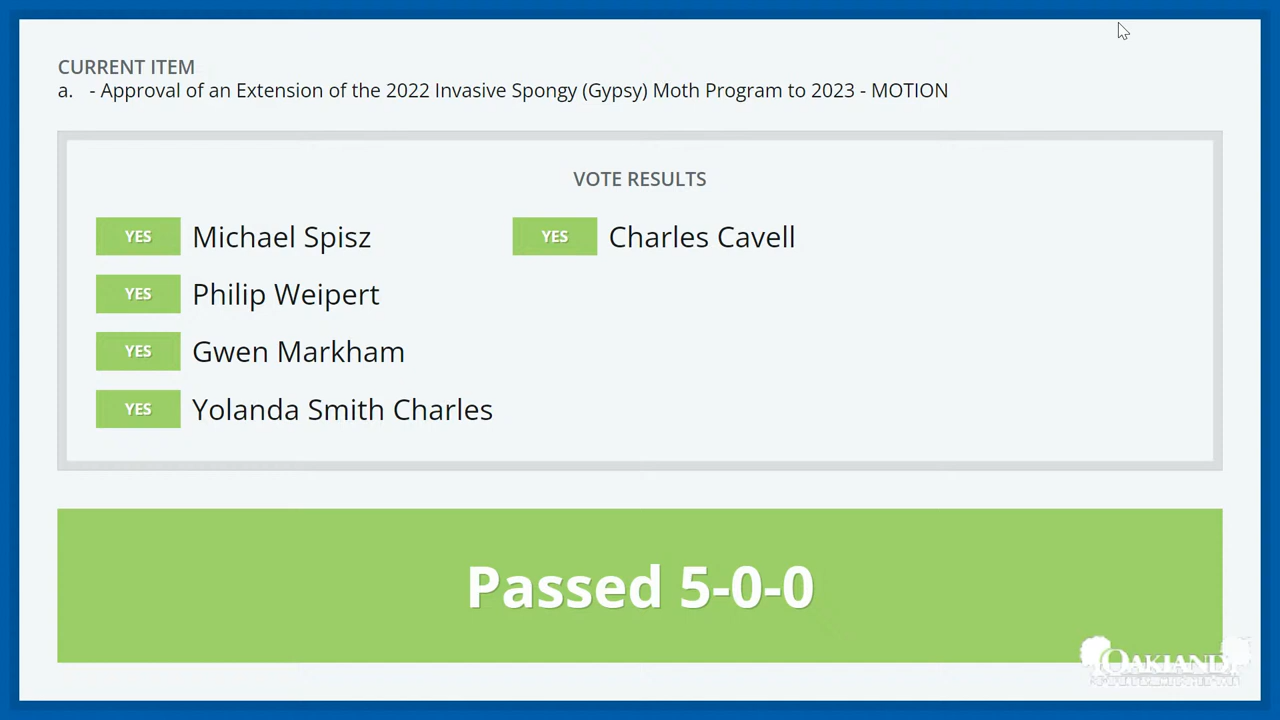 CURRENT ITEM
a. - Approval of an Extension of the 2022 Invasive Spongy (Gypsy) Moth Program to 2023 - MOTION
VOTE RESULTS
YES Michael Spisz
YES Charles Cavell
YES Philip Weipert
YES Gwen Markham
YES Yolanda Smith Charles
Passed 5-0-0
OAKLAND